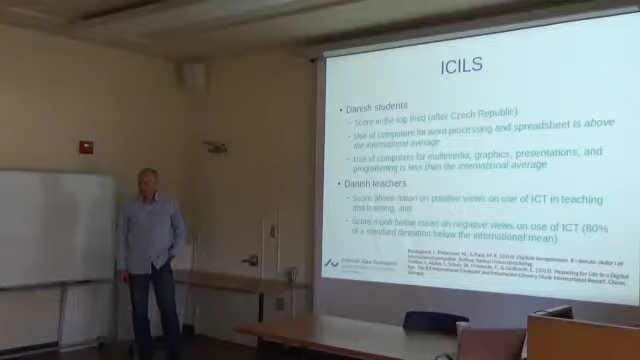 ICILS
• Danish students
– Score in the top third (after Czech Republic)
– Use of computers for word processing and spreadsheet is above
the international average
– Use of computers for multimedia, graphics, presentations, and
programming is less than the international average
• Danish teachers
– Score above mean on positive views on use of ICT in teaching
and learning, and
– Score much below mean on negative views on use of ICT (60%
of a standard deviation below the international mean)